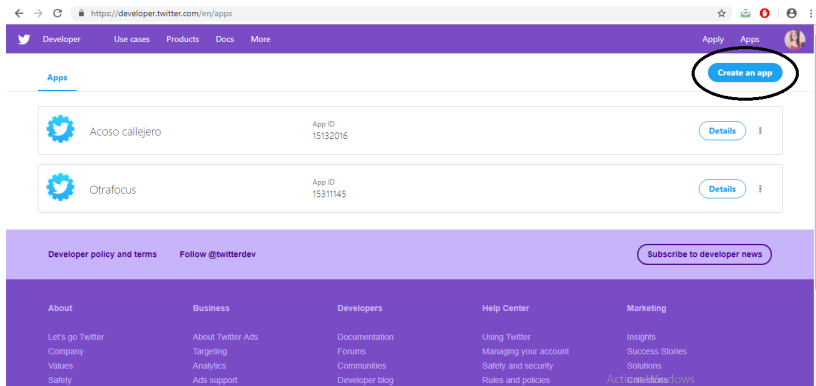 https://developer.twitter.com/en/apps
Developer Use cases Products Docs More Apply Apps
Apps
Create an app
Acoso callejero
App ID
15132016
Details
Otrafocus
App ID
15311145
Details
Developer policy and terms Follow @twitterdev Subscribe to developer news
About Business Developers Help Center Marketing
Let's go Twitter About Twitter Ads Documentation Using Twitter Insights
Company Targeting Forums Managing your account Success Stories
Values Analytics Communities Safety and security Solutions
Safety Ads support Developer blog Rules and policies Collections
Windows